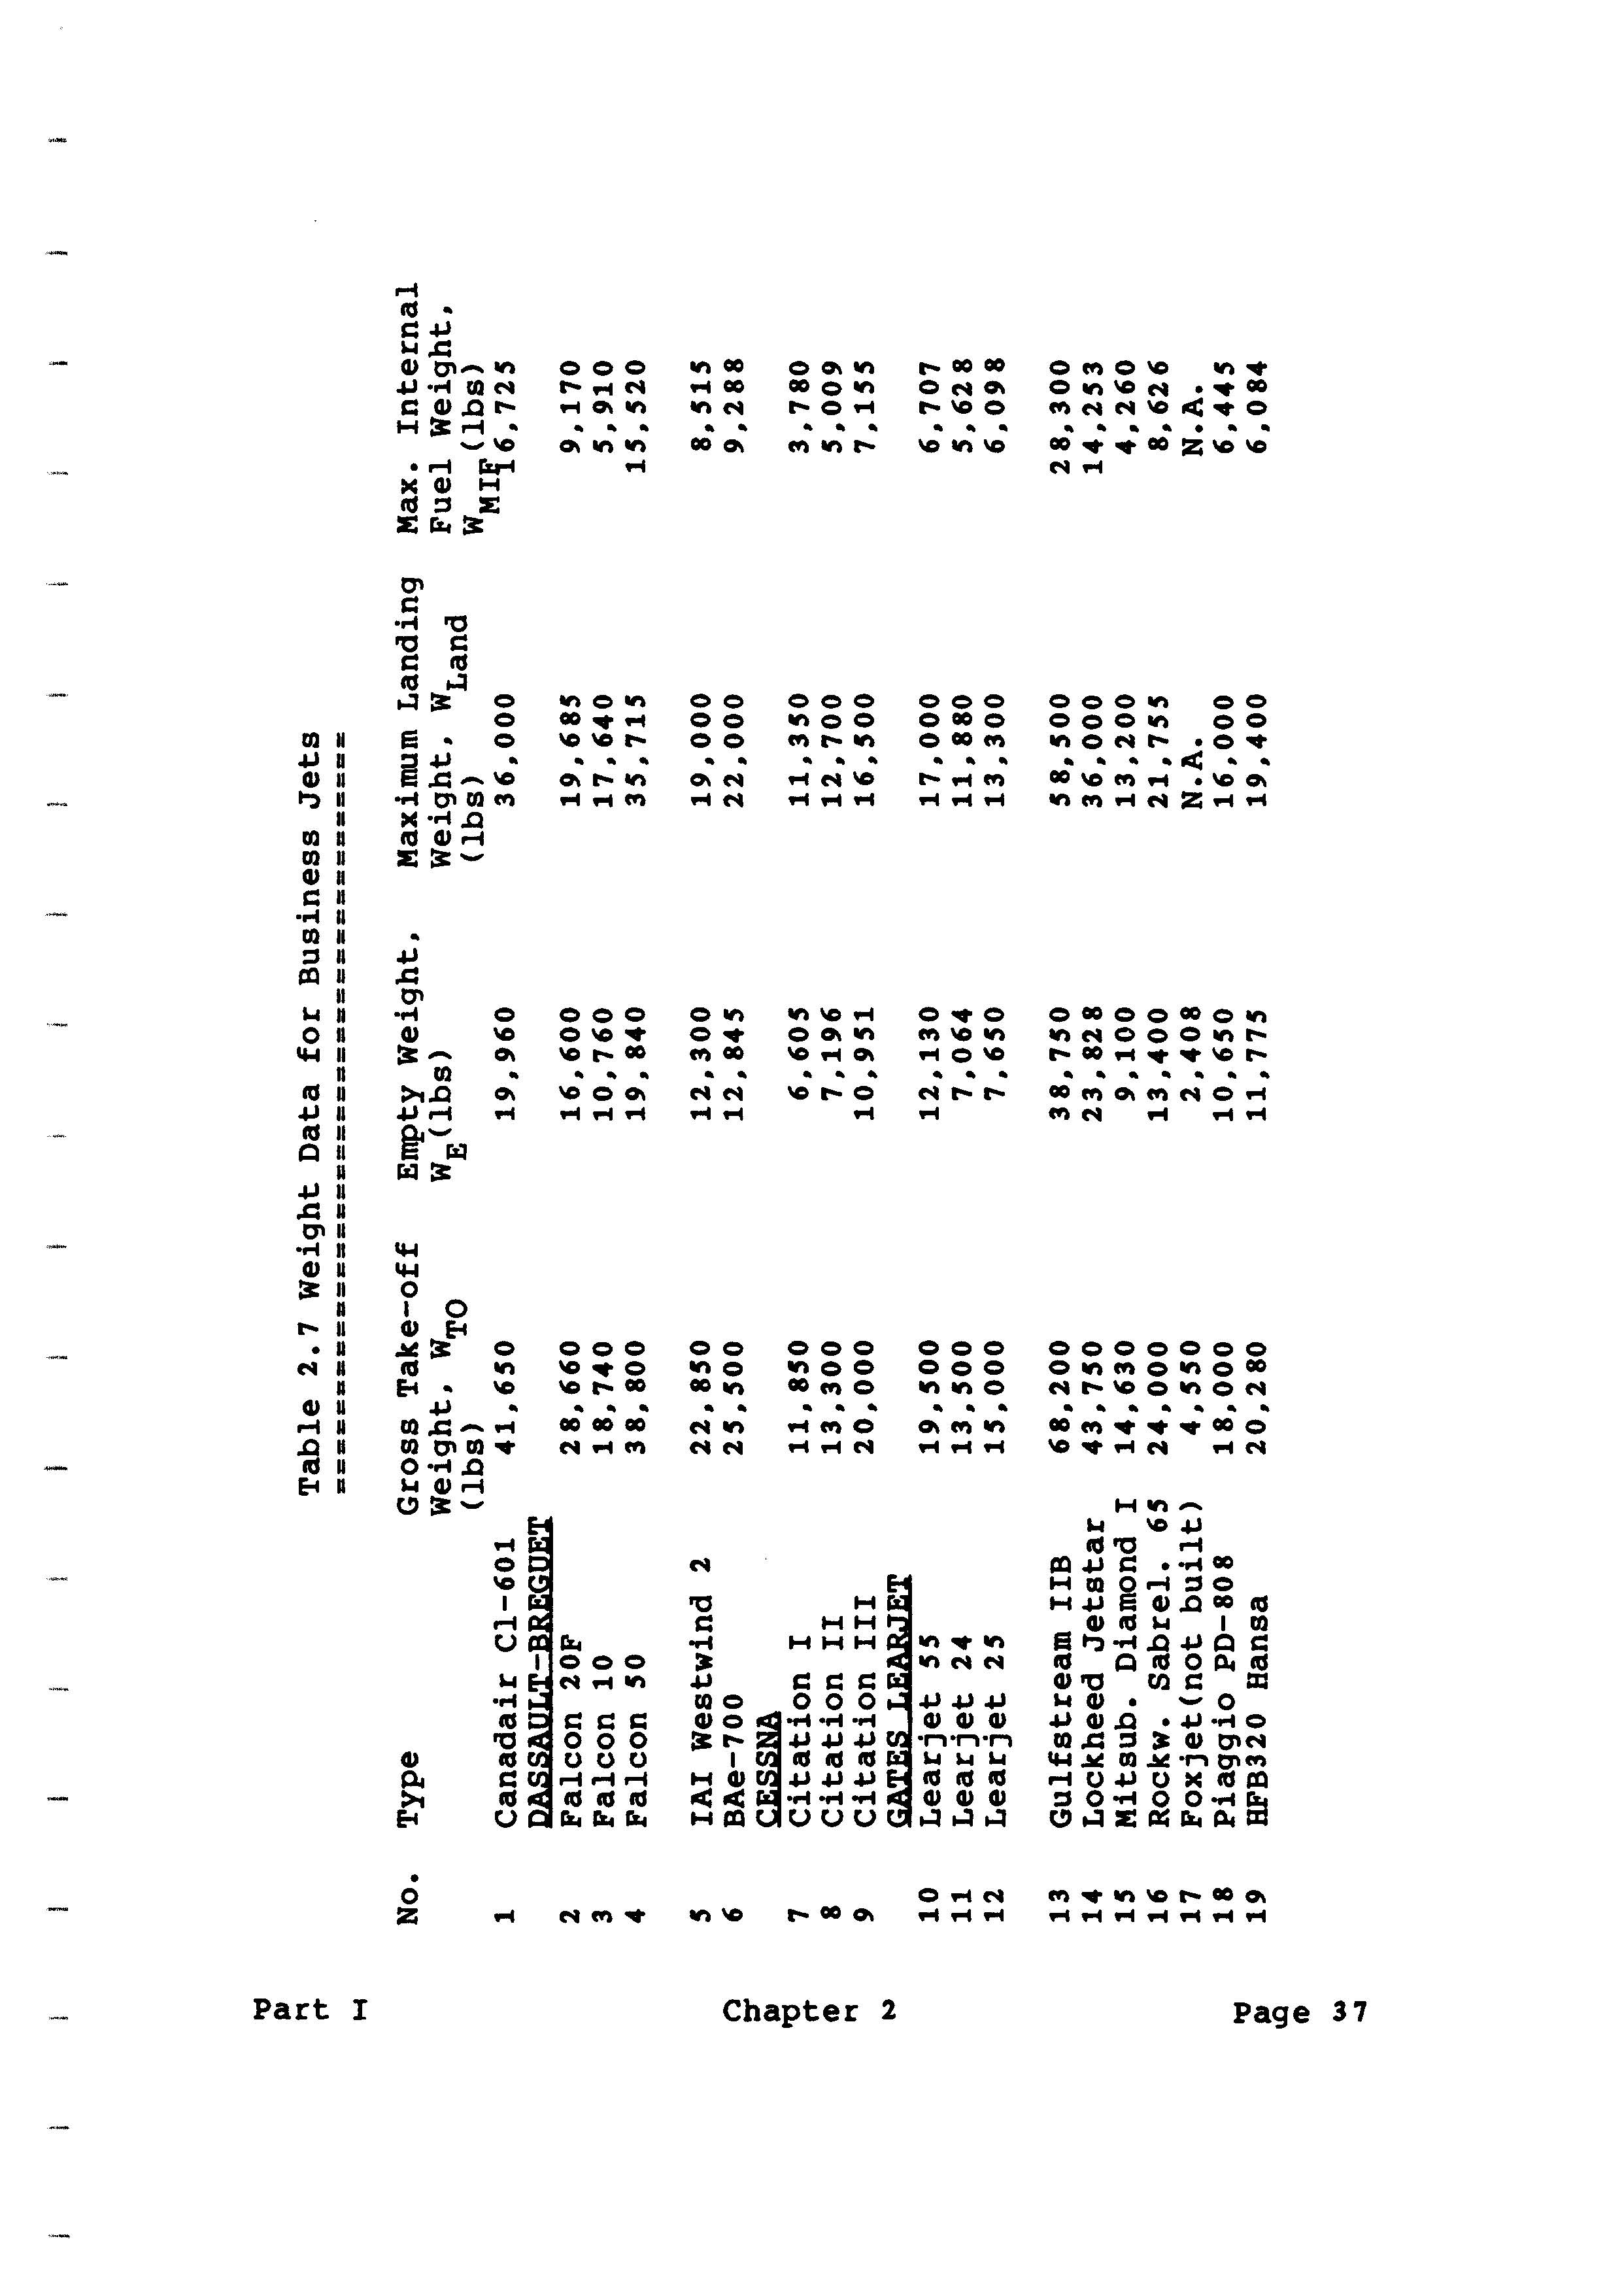 Part I Chapter 2 Page 37
Table 2.7 Weight Data for Business Jets
=======================================
No. Type Gross Take-off Empty Weight, Maximum Landing Max. Internal
Weight, WTO WE(lbs) Weight, WLand Fuel Weight,
(lbs) (lbs) WMIF(lbs)
1 Canadair Cl-601 41,650 19,960 36,000 16,725
DASSAULT-BREGUET
2 Falcon 20F 28,660 16,600 19,685 9,170
3 Falcon 10 18,740 10,760 17,640 5,910
4 Falcon 50 38,800 19,840 35,715 15,520
5 IAI Westwind 2 22,850 12,300 19,000 8,515
6 BAe-700 25,500 12,845 22,000 9,288
CESSNA
7 Citation I 11,850 6,605 11,350 3,780
8 Citation II 13,300 7,196 12,700 5,009
9 Citation III 20,000 10,951 16,500 7,155
GATES LEARJET
10 Learjet 55 19,500 12,130 17,000 6,707
11 Learjet 24 13,500 7,064 11,880 5,628
12 Learjet 25 15,000 7,650 13,300 6,098
13 Gulfstream IIB 68,200 38,750 58,500 28,300
14 Lockheed Jetstar 43,750 23,828 36,000 14,253
15 Mitsub. Diamond I 14,630 9,100 13,200 4,260
16 Rockw. Sabrel. 65 24,000 13,400 21,755 8,626
17 Foxjet(not built) 4,550 2,408 N.A. N.A.
18 Piaggio PD-808 18,000 10,650 16,000 6,445
19 HFB320 Hansa 20,280 11,775 19,400 6,084